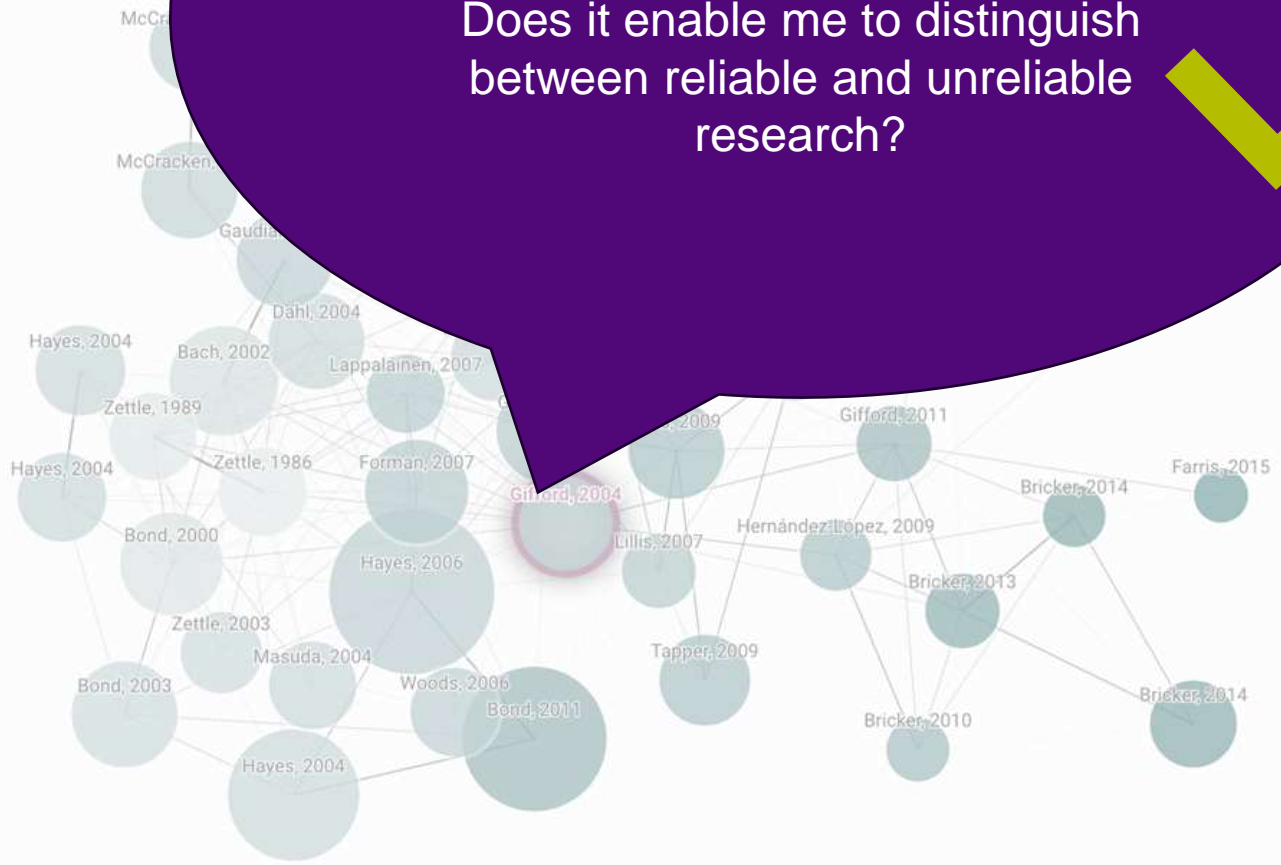 Does it enable me to distinguish
between reliable and unreliable
research?
McCracken,
Dahl, 2004
Hayes, 2004
Bach, 2002
Lappalainen, 2007
Zettle, 1989
2009
Gifford, 2011
Hayes, 2004
Zettle, 1986
Forman, 2007
Farris, 2015
Bricker, 2014
Gifford, 2004
Hernández-López, 2009
Bond, 2000
Lillis, 2007
Hayes, 2006
Bricker, 2013
Zettle, 2003
Masuda, 2004
Tapper, 2009
Bond, 2003
Woods, 2006
Bond, 2011
Bricker, 2014
Bricker, 2010
Hayes, 2004